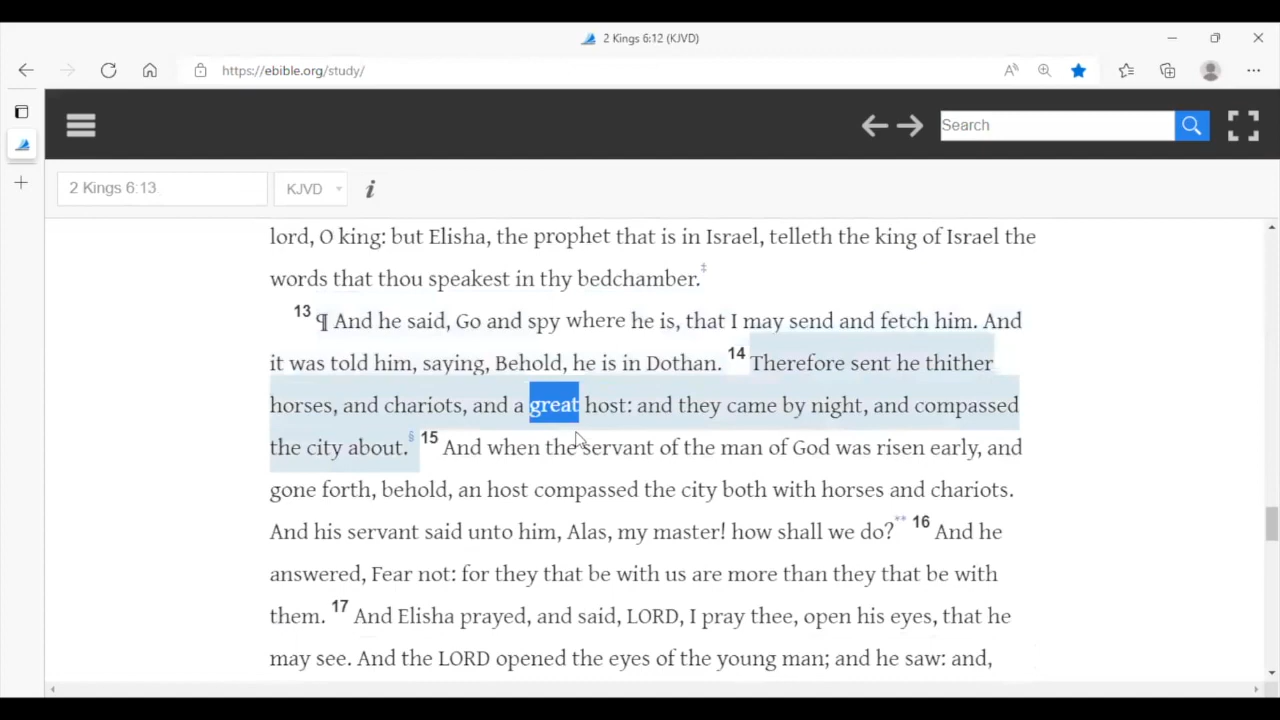 2 Kings 6:12 (KJVD)
https://ebible.org/study/
Search
2 Kings 6:13
KJVD
i
lord, O king: but Elisha, the prophet that is in Israel, telleth the king of Israel the
words that thou speakest in thy bedchamber.‡
13 ¶ And he said, Go and spy where he is, that I may send and fetch him. And
it was told him, saying, Behold, he is in Dothan. 14 Therefore sent he thither
horses, and chariots, and a great host: and they came by night, and compassed
the city about.§ 15 And when the servant of the man of God was risen early, and
gone forth, behold, an host compassed the city both with horses and chariots.
And his servant said unto him, Alas, my master! how shall we do?** 16 And he
answered, Fear not: for they that be with us are more than they that be with
them. 17 And Elisha prayed, and said, LORD, I pray thee, open his eyes, that he
may see. And the LORD opened the eyes of the young man; and he saw: and,